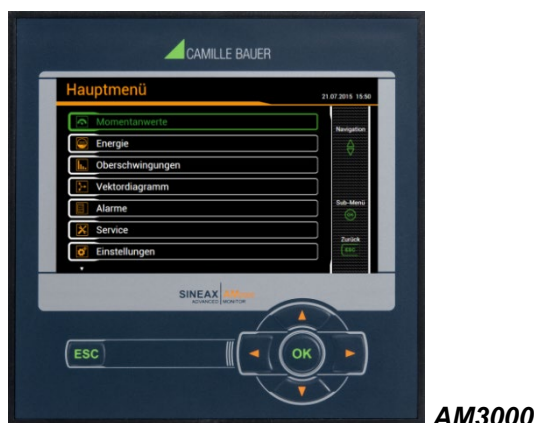 CAMILLE BAUER
Hauptmenü
21.07.2015 15:50
Momentanwerte
Navigation
Energie
Oberschwingungen
Vektordiagramm
Alarme
Sub-Menü
OK
Service
Zurück
ESC
Einstellungen
SINEAX
ADVANCED MONITOR
ESC
OK
AM3000